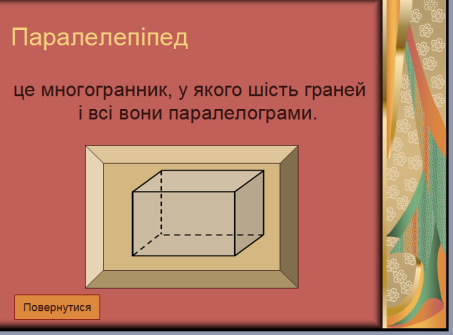 Паралелепіпед
це многогранник, у якого шість граней
і всі вони паралелограми.
Повернутися